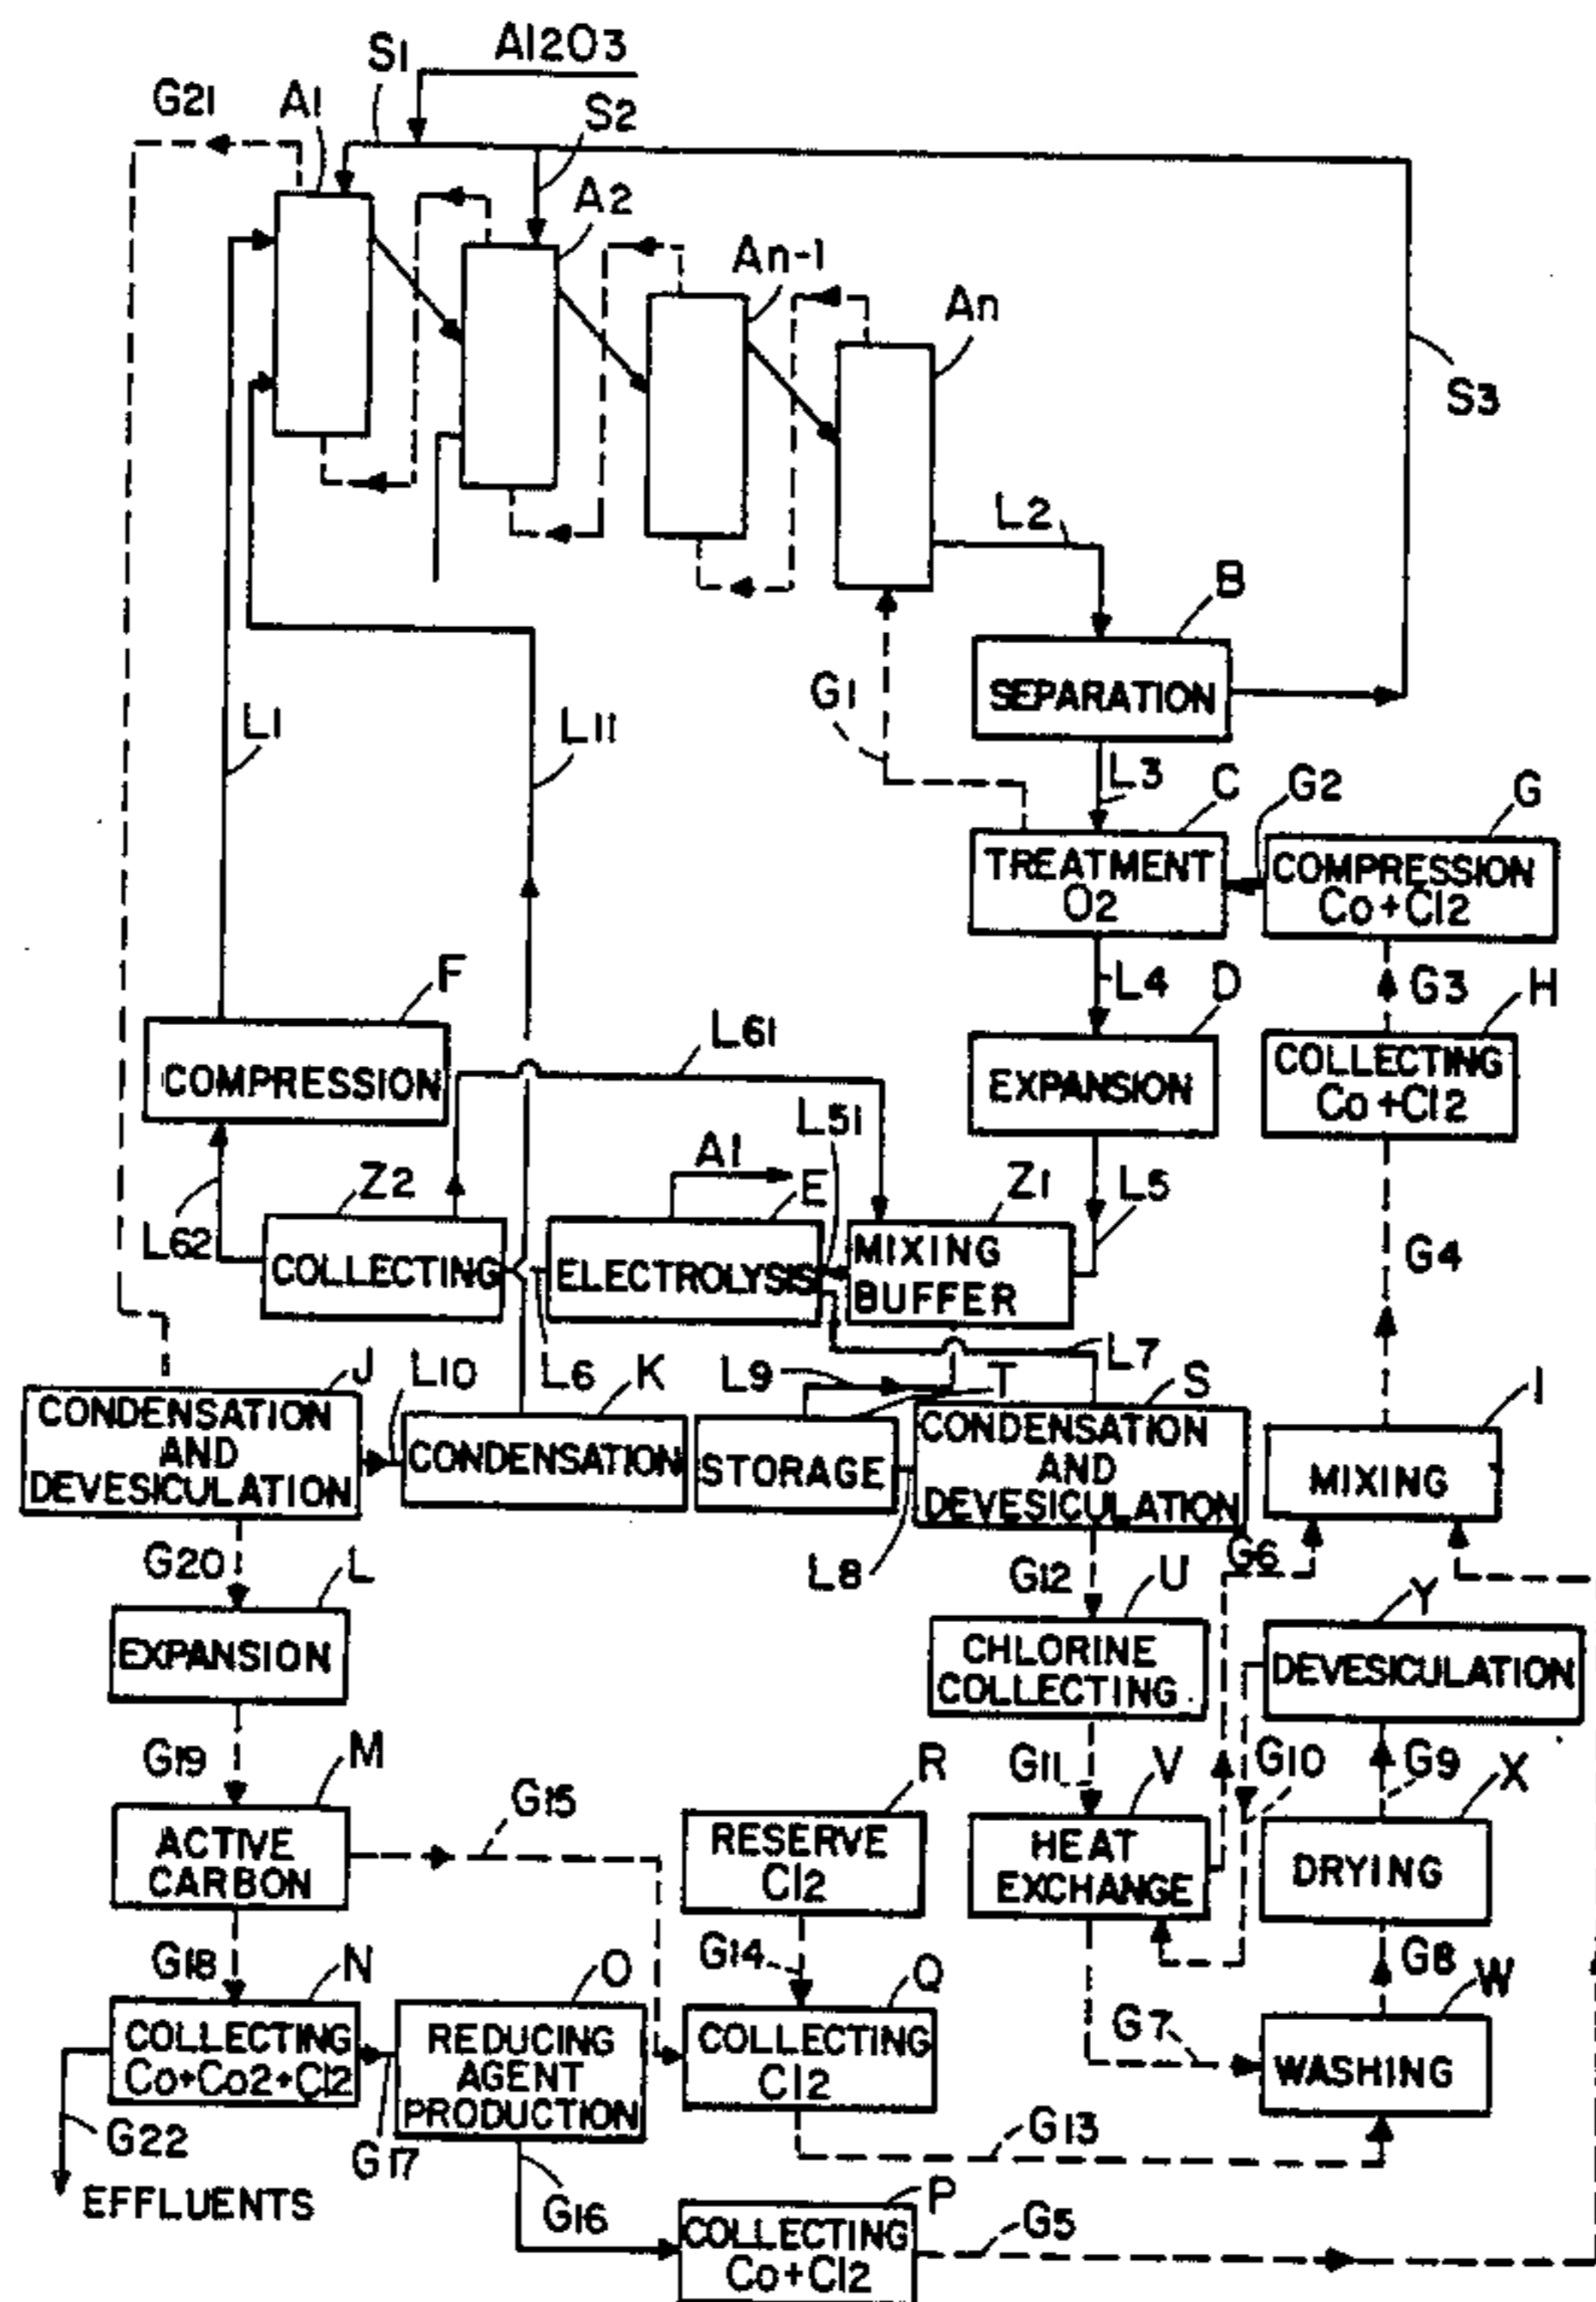 Al2O3
S1
G21
A1
S2
A2
An-1
An
S3
L2
B
SEPARATION
G1
L1
L11
L3
C
G2
G
TREATMENT
O2
COMPRESSION
Co+Cl2
F
L4
D
G3
H
L61
COMPRESSION
EXPANSION
COLLECTING
Co+Cl2
L51
A1
Z2
E
Z1
L5
L62
G4
COLLECTING
ELECTROLYSIS
MIXING
BUFFER
J
L10
L6
K
L9
T
L7
S
I
CONDENSATION
AND
DEVESICULATION
CONDENSATION
STORAGE
CONDENSATION
AND
DEVESICULATION
MIXING
G20
L
L8
G12
U
G6
Y
EXPANSION
CHLORINE
COLLECTING
DEVESICULATION
G19
M
G15
R
G11
V
G10
G9
X
ACTIVE
CARBON
RESERVE
Cl2
HEAT
EXCHANGE
DRYING
G18
N
O
G14
Q
G8
W
COLLECTING
Co+Co2+Cl2
REDUCING
AGENT
PRODUCTION
COLLECTING
Cl2
G7
WASHING
G22
G17
G13
EFFLUENTS
G16
P
G5
COLLECTING
Co+Cl2